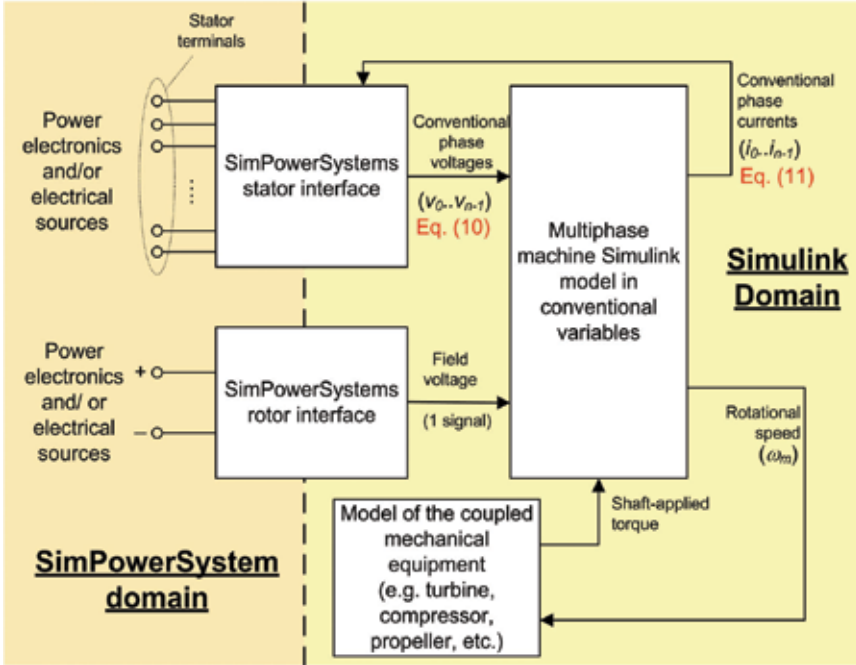 Stator
terminals
Power
electronics
and/or
electrical
sources
SimPowerSystems
stator interface
Conventional
phase
voltages
(v0..vn-1)
Eq. (10)
Multiphase
machine Simulink
model in
conventional
variables
Conventional
phase
currents
(i0..in-1)
Eq. (11)
Simulink
Domain
Power
electronics
and/ or
electrical
sources
+
–
SimPowerSystems
rotor interface
Field
voltage
(1 signal)
Rotational
speed
(ωm)
Shaft-applied
torque
Model of the coupled
mechanical
equipment
(e.g. turbine,
compressor,
propeller, etc.)
SimPowerSystem
domain